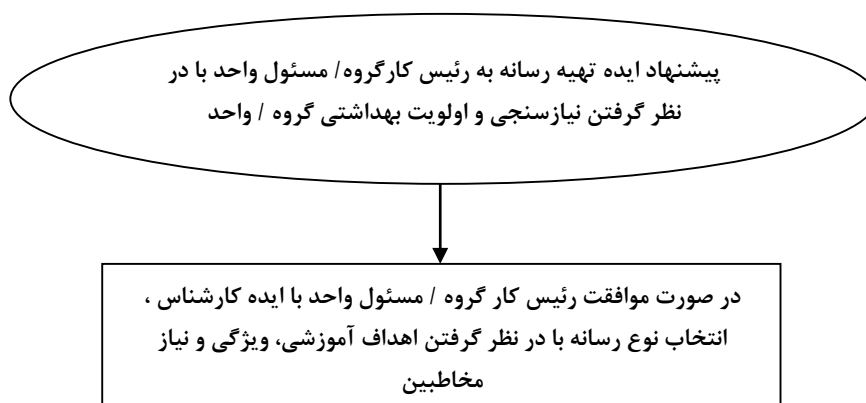 پیشنهاد ایده تهیه رسانه به رئیس کارگروه/ مسئول واحد با در
نظر گرفتن نیازسنجی و اولویت بهداشتی گروه / واحد
در صورت موافقت رئیس کار گروه / مسئول واحد با ایده کارشناس ،
انتخاب نوع رسانه با در نظر گرفتن اهداف آموزشی، ویژگی و نیاز
مخاطبین